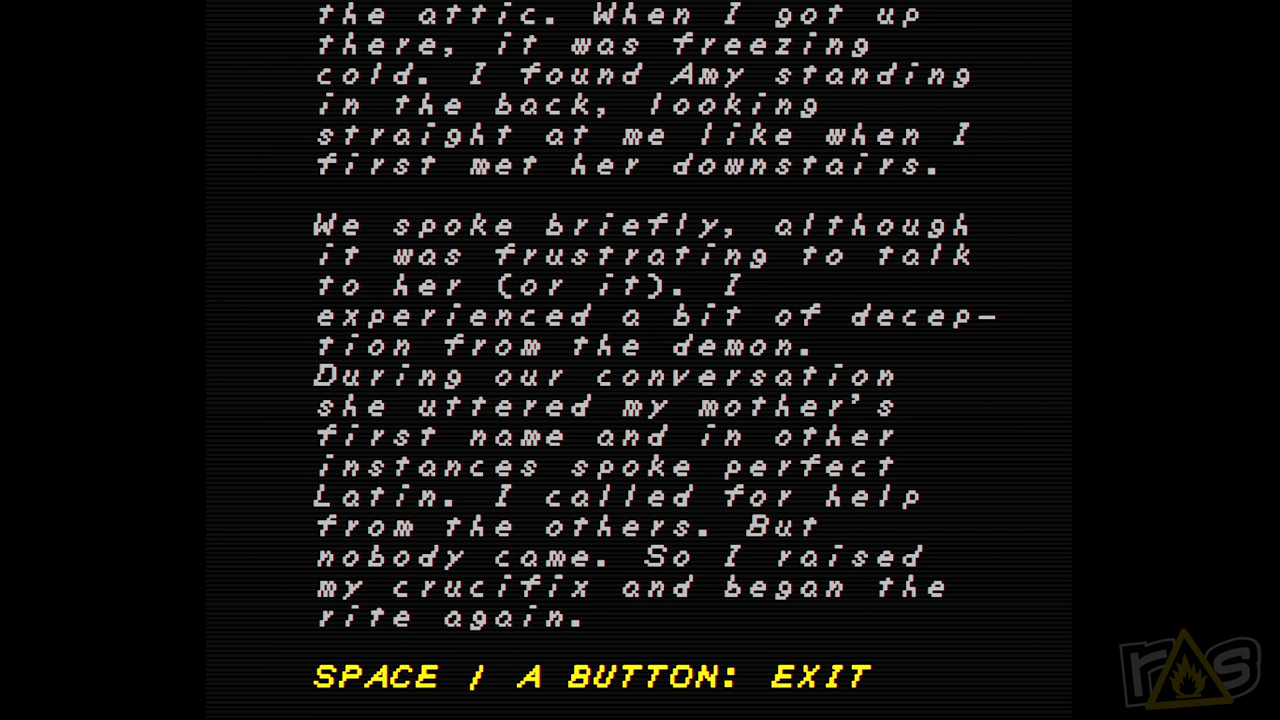 the attic. When I got up
there, it was freezing
cold. I found Amy standing
in the back, looking
straight at me like when I
first met her downstairs.
We spoke briefly, although
it was frustrating to talk
to her (or it). I
experienced a bit of decep-
tion from the demon.
During our conversation
she uttered my mother's
first name and in other
instances spoke perfect
Latin. I called for help
from the others. But
nobody came. So I raised
my crucifix and began the
rite again.
SPACE / A BUTTON: EXIT
ras